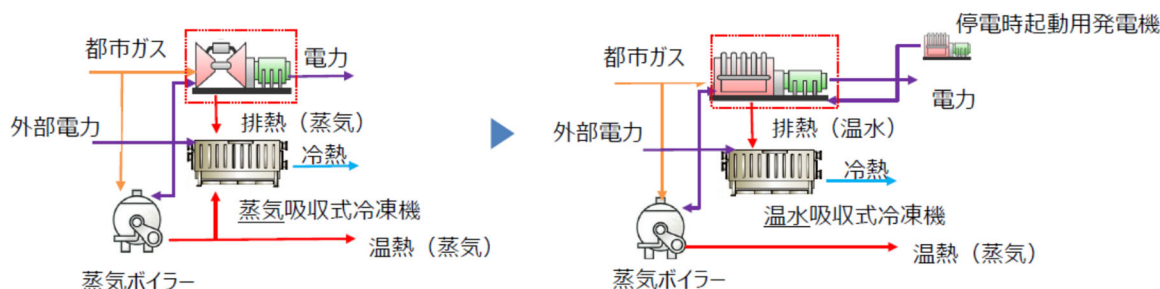 都市ガス
電力
外部電力
排熱（蒸気）
冷熱
蒸気吸収式冷凍機
温熱（蒸気）
蒸気ボイラー
停電時起動用発電機
都市ガス
電力
外部電力
排熱（温水）
冷熱
温水吸収式冷凍機
温熱（蒸気）
蒸気ボイラー